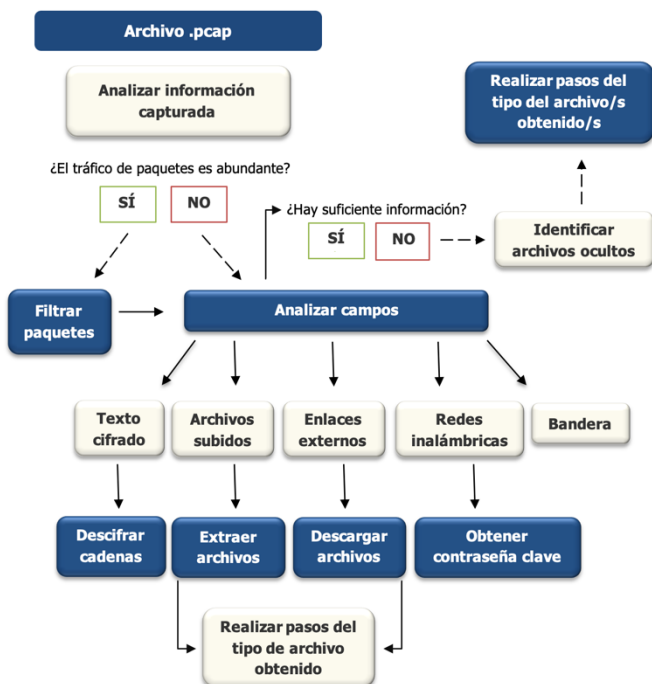 Archivo .pcap
Analizar información
capturada
Realizar pasos del
tipo del archivo/s
obtenido/s
¿El tráfico de paquetes es abundante?
SÍ
NO
¿Hay suficiente información?
SÍ
NO
Identificar
archivos ocultos
Filtrar
paquetes
Analizar campos
Texto
cifrado
Archivos
subidos
Enlaces
externos
Redes
inalámbricas
Bandera
Descifrar
cadenas
Extraer
archivos
Descargar
archivos
Obtener
contraseña clave
Realizar pasos del
tipo de archivo
obtenido